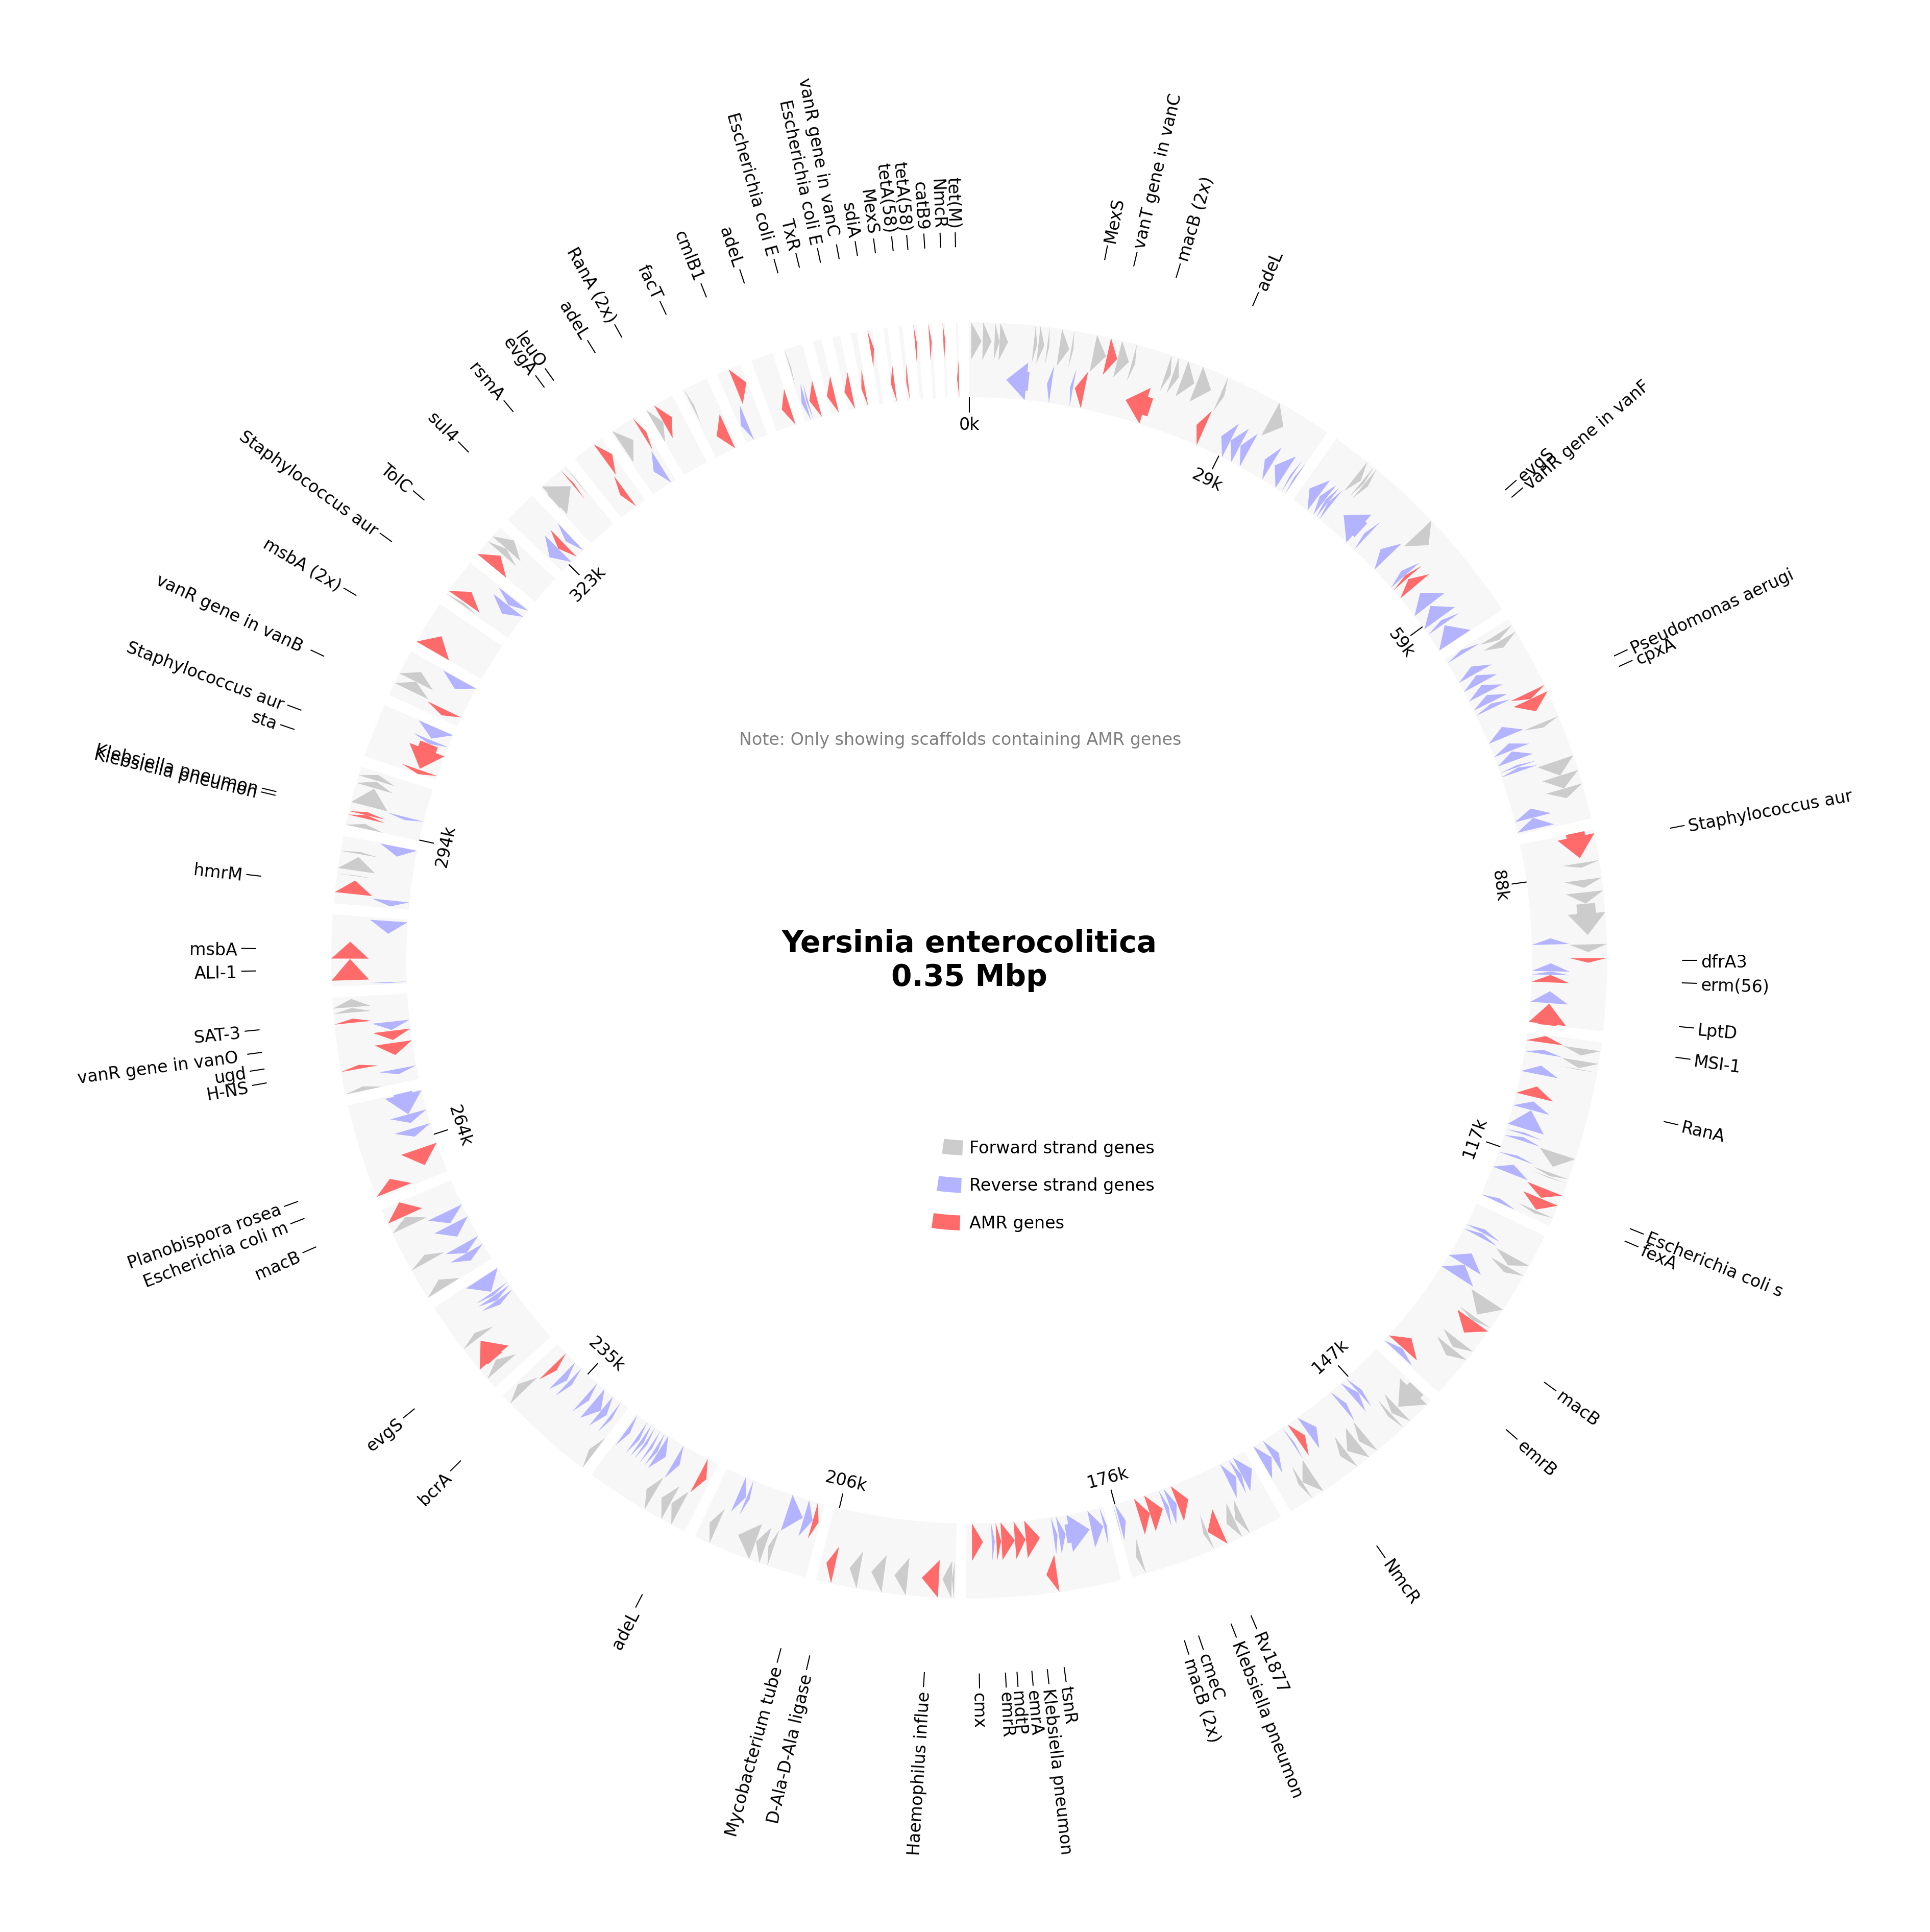 MexS
vanT gene in vanC
macB (2x)
adeL
evgS
vanR gene in vanF
Pseudomonas aerugi
cpxA
Staphylococcus aur
dfrA3
erm(56)
LptD
MSI-1
RanA
Escherichia coli s
fexA
macB
emrB
NmcR
Rv1877
Klebsiella pneumon
cmeC
macB (2x)
tsnR
Klebsiella pneumon
emrA
mdtP
emrR
cmx
Haemophilus influe
D-Ala-D-Ala ligase
Mycobacterium tube
adeL
bcrA
evgS
macB
Escherichia coli m
Planobispora rosea
H-NS
ugd
vanR gene in vanO
SAT-3
ALI-1
msbA
hmrM
Klebsiella pneumon
Klebsiella pneumon
sta
Staphylococcus aur
vanR gene in vanB
msbA (2x)
Staphylococcus aur
TolC
sul4
rsmA
evgA
leuO
adeL
RanA (2x)
facT
cmlB1
adeL
Escherichia coli E
TxR
Escherichia coli E
vanR gene in vanC
sdiA
MexS
tetA(58)
tetA(58)
catB9
NmcR
tet(M)
0k
29k
59k
88k
117k
147k
176k
206k
235k
264k
294k
323k
Note: Only showing scaffolds containing AMR genes
Yersinia enterocolitica
0.35 Mbp
Forward strand genes
Reverse strand genes
AMR genes